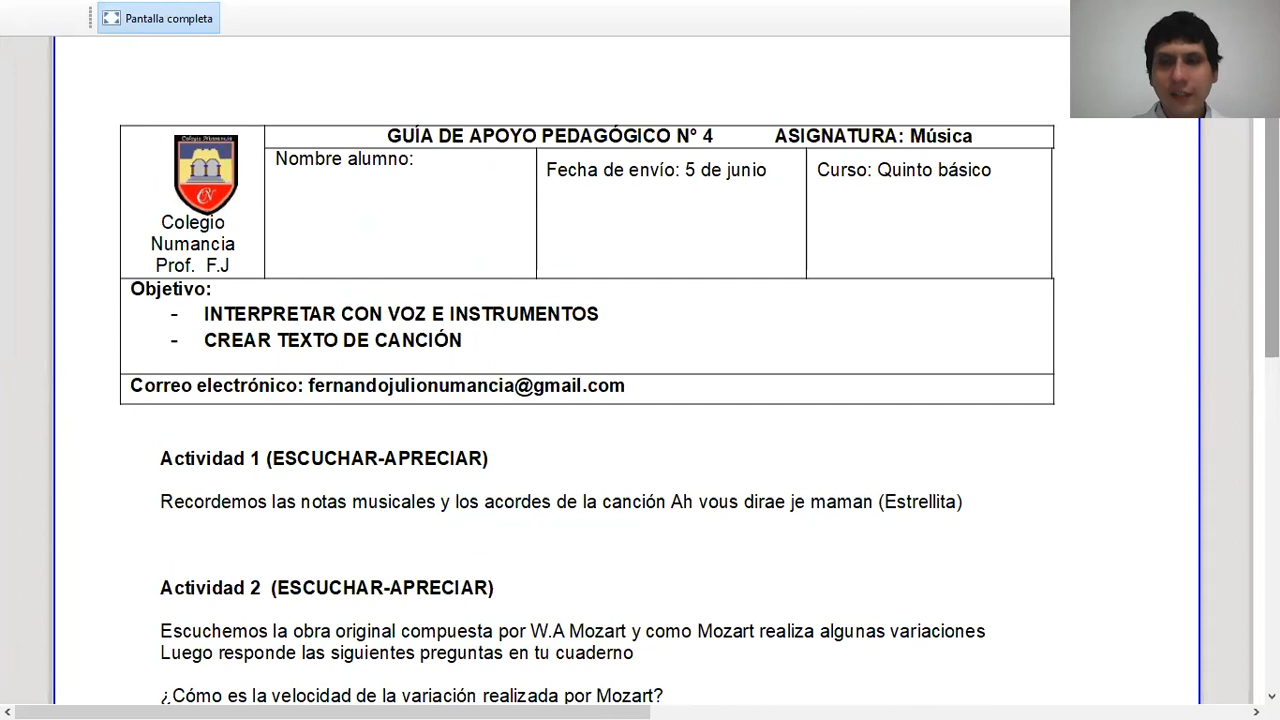 Pantalla completa
GUÍA DE APOYO PEDAGÓGICO N° 4 ASIGNATURA: Música
Nombre alumno:
Fecha de envío: 5 de junio
Curso: Quinto básico
Colegio
Numancia
Prof. F.J
Objetivo:
- INTERPRETAR CON VOZ E INSTRUMENTOS
- CREAR TEXTO DE CANCIÓN
Correo electrónico: fernandojulionumancia@gmail.com
Actividad 1 (ESCUCHAR-APRECIAR)
Recordemos las notas musicales y los acordes de la canción Ah vous dirae je maman (Estrellita)
Actividad 2 (ESCUCHAR-APRECIAR)
Escuchemos la obra original compuesta por W.A Mozart y como Mozart realiza algunas variaciones
Luego responde las siguientes preguntas en tu cuaderno
¿Cómo es la velocidad de la variación realizada por Mozart?